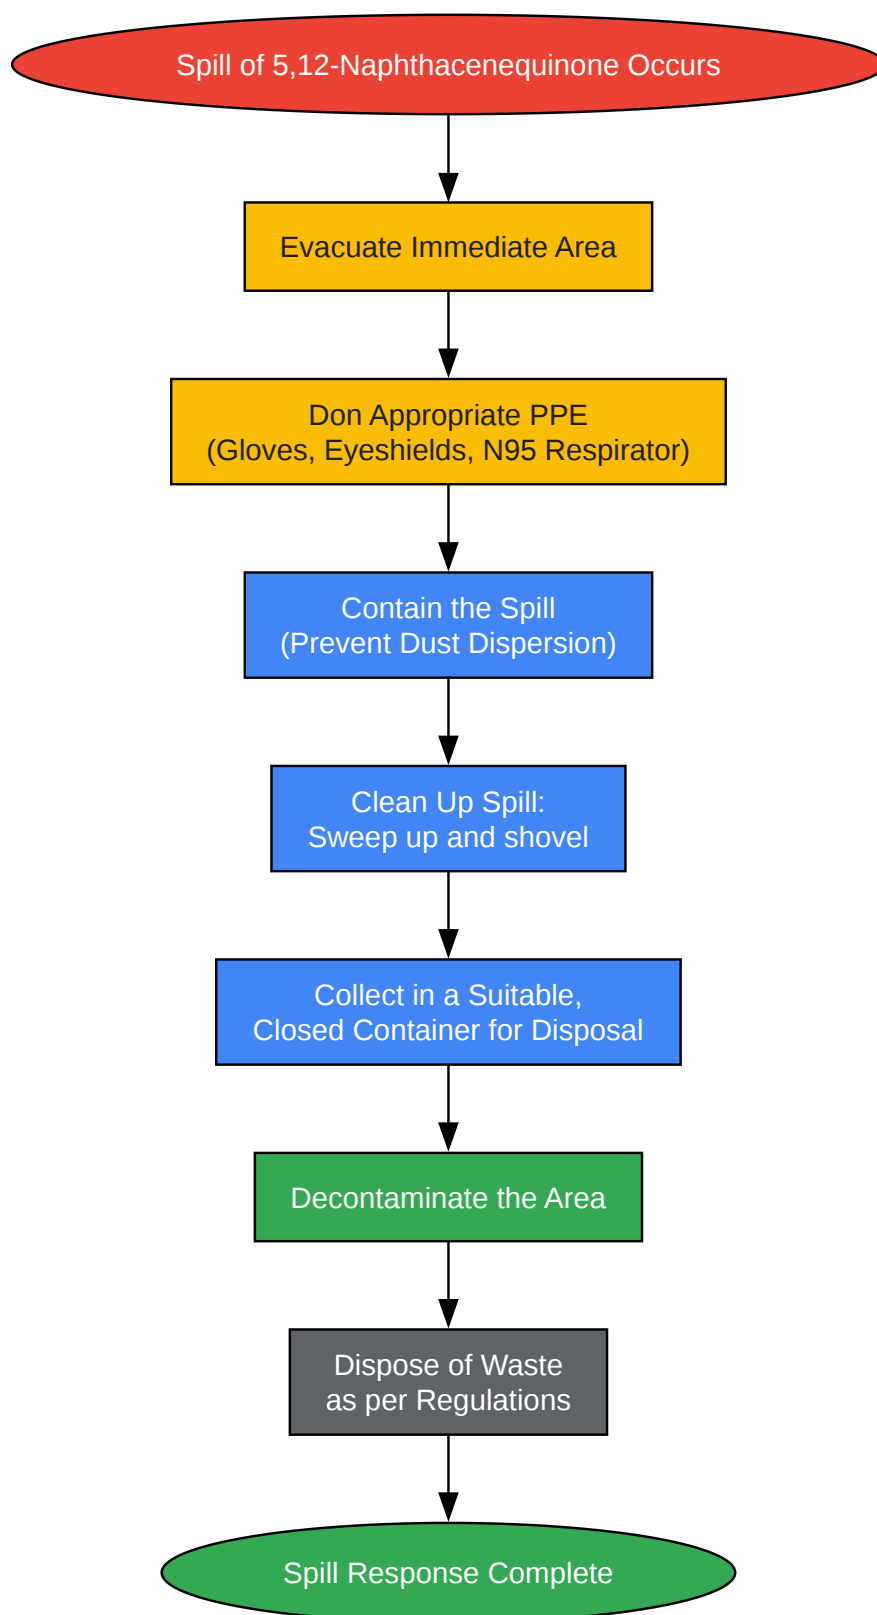 Spill of 5,12-Naphthacenequinone Occurs
Evacuate Immediate Area
Don Appropriate PPE
(Gloves, Eyeshields, N95 Respirator)
Contain the Spill
(Prevent Dust Dispersion)
Clean Up Spill:
Sweep up and shovel
Collect in a Suitable,
Closed Container for Disposal
Decontaminate the Area
Dispose of Waste
as per Regulations
Spill Response Complete